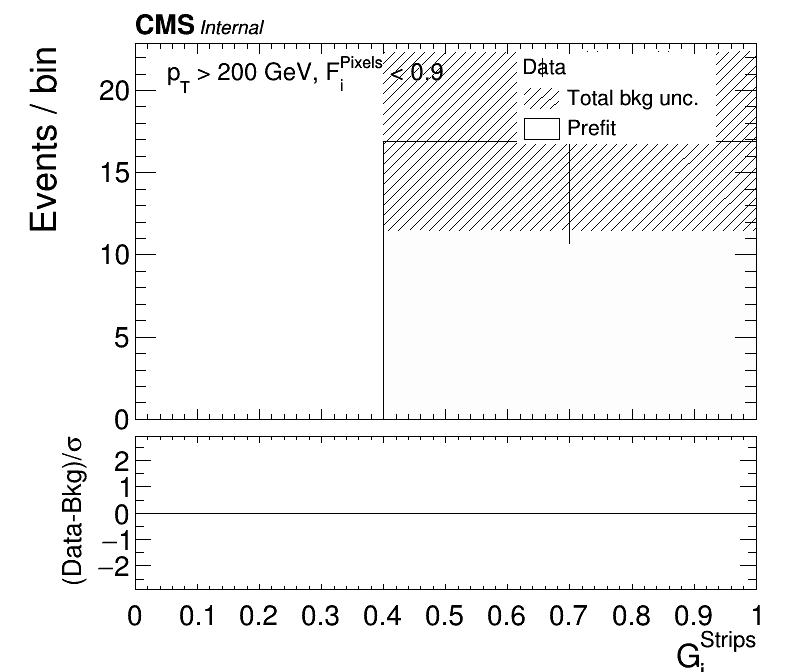 CMS Internal
Events / bin
p_T > 200 GeV, F_i^Pixels < 0.9
Data
Total bkg unc.
Prefit
20
15
10
5
0
(Data-Bkg)/σ
2
1
0
−1
−2
0 0.1 0.2 0.3 0.4 0.5 0.6 0.7 0.8 0.9 1
G_i^Strips